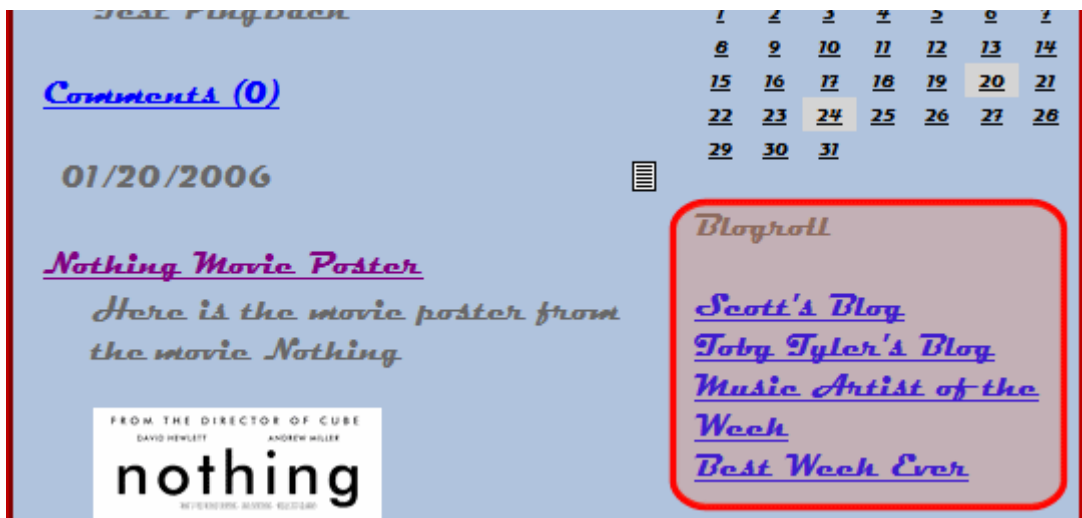 Test PingBack
Comments (0)
01/20/2006
Nothing Movie Poster
Here is the movie poster from
the movie Nothing
FROM THE DIRECTOR OF CUBE
DAVID HEWLETT ANDREW MILLER
nothing
1 2 3 4 5 6 7
8 9 10 11 12 13 14
15 16 17 18 19 20 21
22 23 24 25 26 27 28
29 30 31
Blogroll
Scott's Blog
Toby Tyler's Blog
Music Artist of the
Week
Best Week Ever